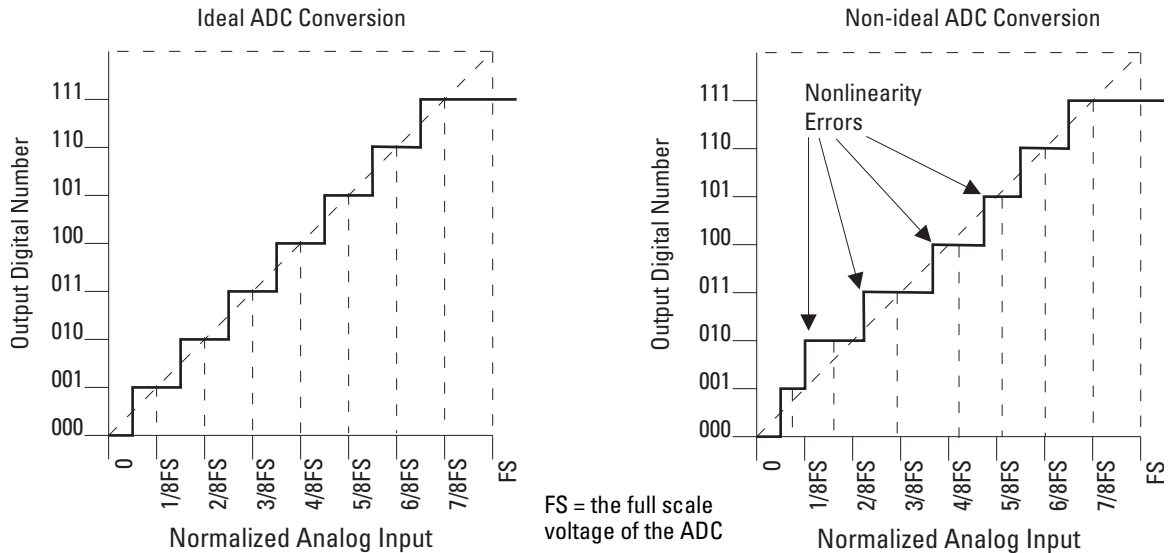 Ideal ADC Conversion
Output Digital Number
111
110
101
100
011
010
001
000
0
1/8FS
2/8FS
3/8FS
4/8FS
5/8FS
6/8FS
7/8FS
FS
Normalized Analog Input
FS = the full scale
voltage of the ADC
Non-ideal ADC Conversion
Nonlinearity
Errors
Output Digital Number
111
110
101
100
011
010
001
000
0
1/8FS
2/8FS
3/8FS
4/8FS
5/8FS
6/8FS
7/8FS
FS
Normalized Analog Input